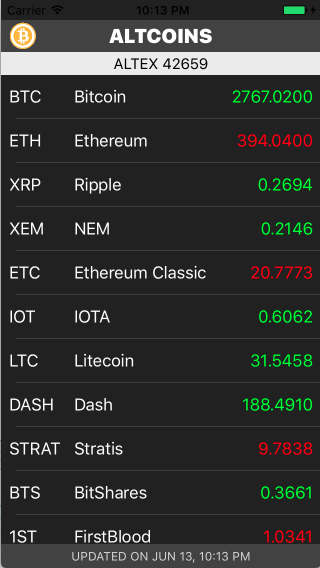 Carrier 10:13 PM
ALTCOINS
ALTEX 42659
BTC Bitcoin 2767.0200
ETH Ethereum 394.0400
XRP Ripple 0.2694
XEM NEM 0.2146
ETC Ethereum Classic 20.7773
IOT IOTA 0.6062
LTC Litecoin 31.5458
DASH Dash 188.4910
STRAT Stratis 9.7838
BTS BitShares 0.3661
1ST FirstBlood 1.0341
UPDATED ON JUN 13, 10:13 PM